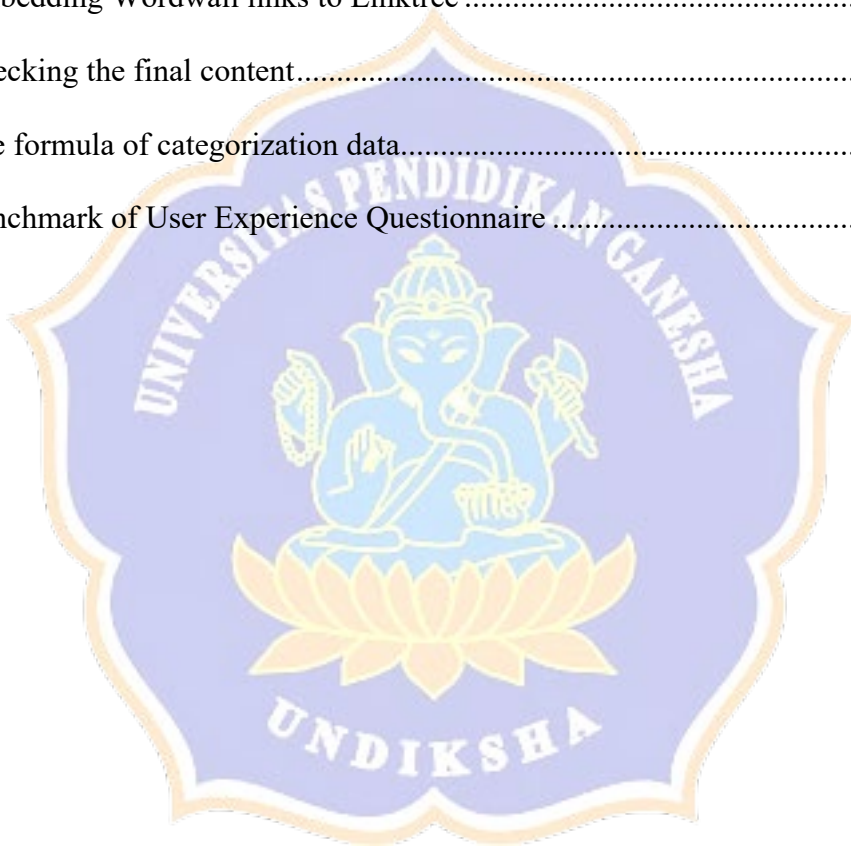 bedding Wordwall links to Linktree ........................................
ecking the final content........................................
e formula of categorization data........................................
nchmark of User Experience Questionnaire ........................................
UNIVERSITAS PENDIDIKAN GANESHA
UNDIKSHA